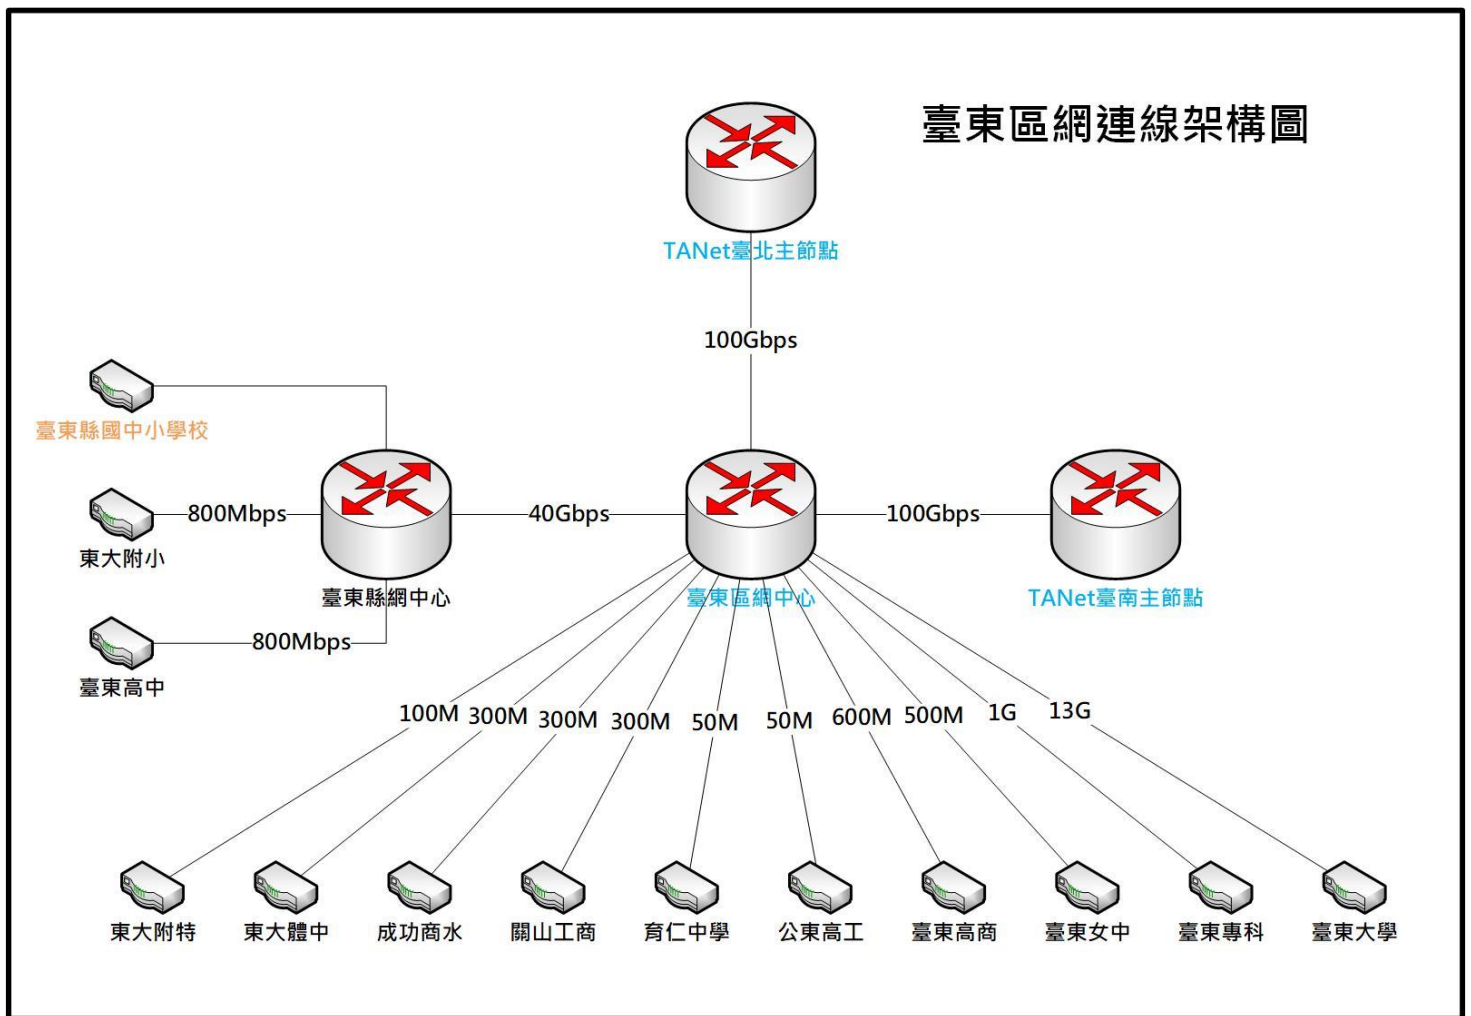 臺東區網連線架構圖
TANet臺北主節點
100Gbps
臺東縣國中小學校
800Mbps
40Gbps
100Gbps
東大附小
臺東縣網中心
臺東區網中心
TANet臺南主節點
800Mbps
臺東高中
100M
300M
300M
300M
50M
50M
600M
500M
1G
13G
東大附特
東大體中
成功商水
關山工商
育仁中學
公東高工
臺東高商
臺東女中
臺東專科
臺東大學